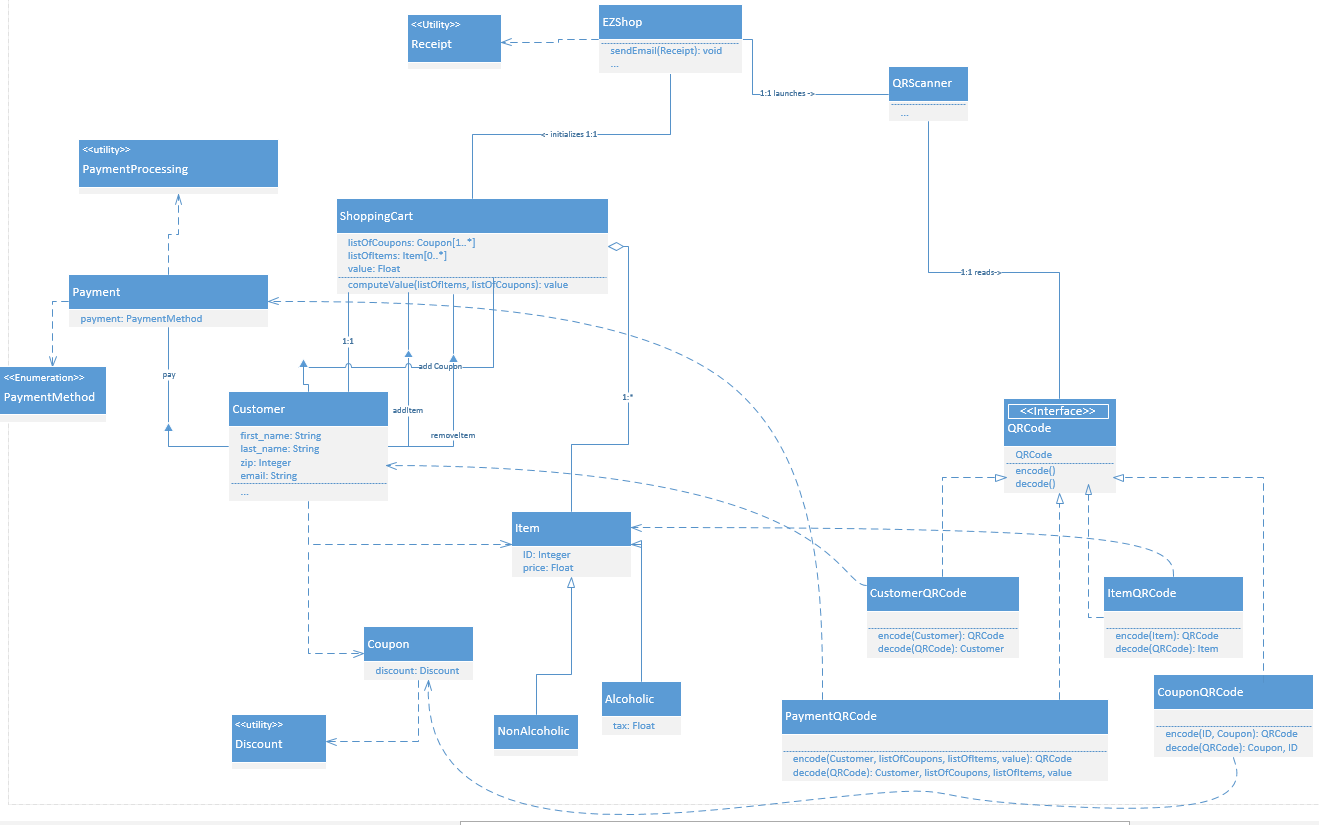 <<Utility>>
Receipt
EZShop
sendEmail(Receipt): void
...
QRScanner
...
1:1 launches ->
<- initializes 1:1
<<utility>>
PaymentProcessing
ShoppingCart
listOfCoupons: Coupon[1..*]
listOfItems: Item[0..*]
value: Float
computeValue(listOfItems, listOfCoupons): value
1:1 reads->
Payment
payment: PaymentMethod
1:1
add Coupon
<<Enumeration>>
PaymentMethod
pay
1:*
Customer
first_name: String
last_name: String
zip: Integer
email: String
...
addItem
removeItem
<<Interface>>
QRCode
QRCode
encode()
decode()
Item
ID: Integer
price: Float
CustomerQRCode
encode(Customer): QRCode
decode(QRCode): Customer
ItemQRCode
encode(Item): QRCode
decode(QRCode): Item
Coupon
discount: Discount
Alcoholic
tax: Float
NonAlcoholic
<<utility>>
Discount
PaymentQRCode
encode(Customer, listOfCoupons, listOfItems, value): QRCode
decode(QRCode): Customer, listOfCoupons, listOfItems, value
CouponQRCode
encode(ID, Coupon): QRCode
decode(QRCode): Coupon, ID